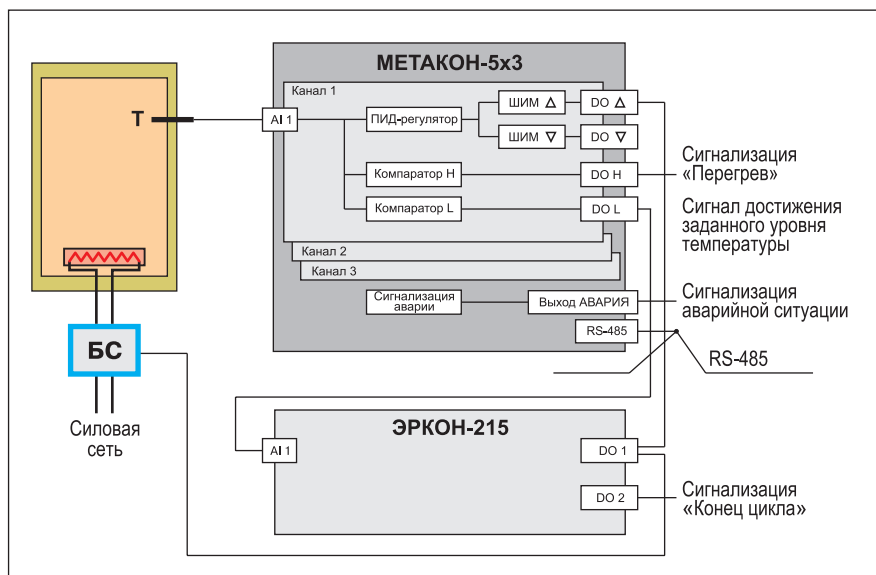 МЕТАКОН-5х3
Канал 1
T
AI 1
ПИД-регулятор
ШИМ △
DO △
ШИМ ▽
DO ▽
Компаратор H
DO H
Сигнализация
«Перегрев»
Компаратор L
DO L
Сигнал достижения
заданного уровня
температуры
Канал 2
Канал 3
Сигнализация
аварии
Выход АВАРИЯ
Сигнализация
аварийной ситуации
RS-485
RS-485
БС
Силовая
сеть
ЭРКОН-215
AI 1
DO 1
DO 2
Сигнализация
«Конец цикла»